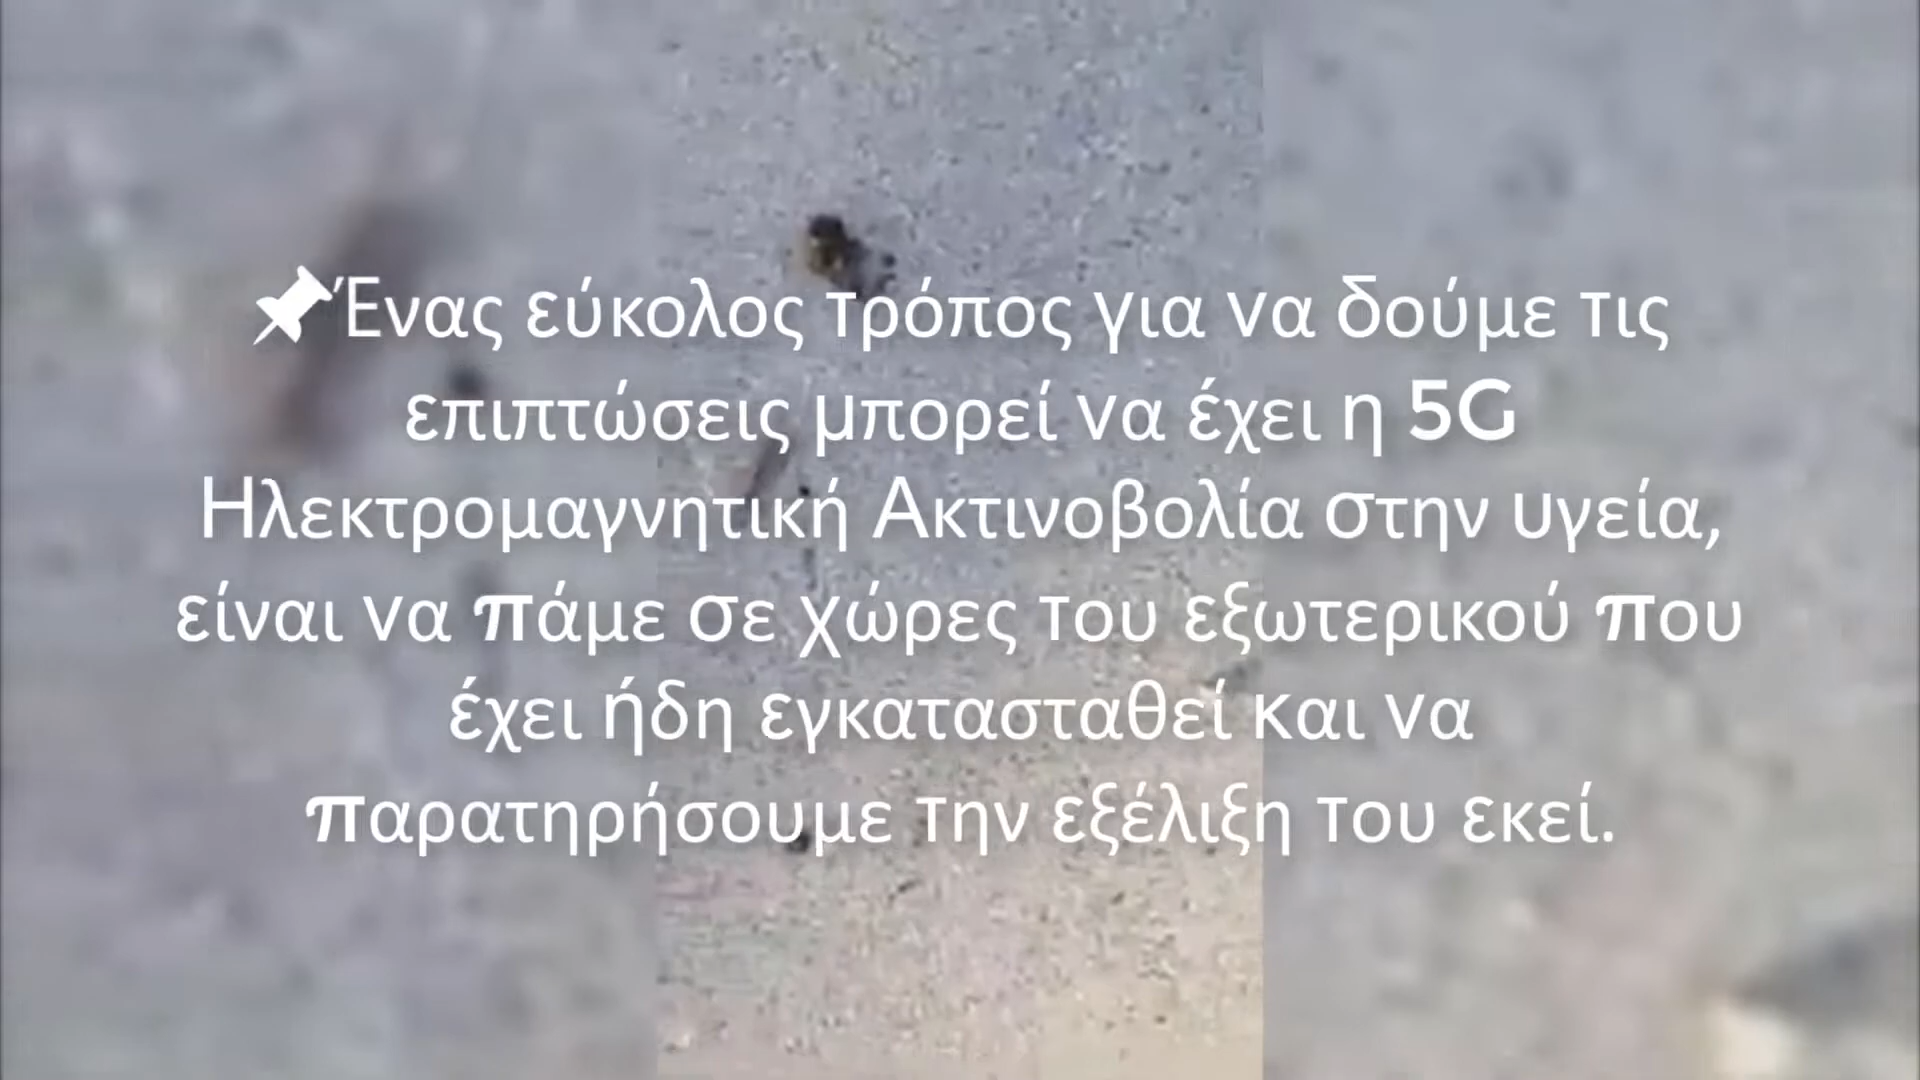 📌Ένας εύκολος τρόπος για να δούμε τις
επιπτώσεις μπορεί να έχει η 5G
Ηλεκτρομαγνητική Ακτινοβολία στην υγεία,
είναι να πάμε σε χώρες του εξωτερικού που
έχει ήδη εγκατασταθεί και να
παρατηρήσουμε την εξέλιξη του εκεί.